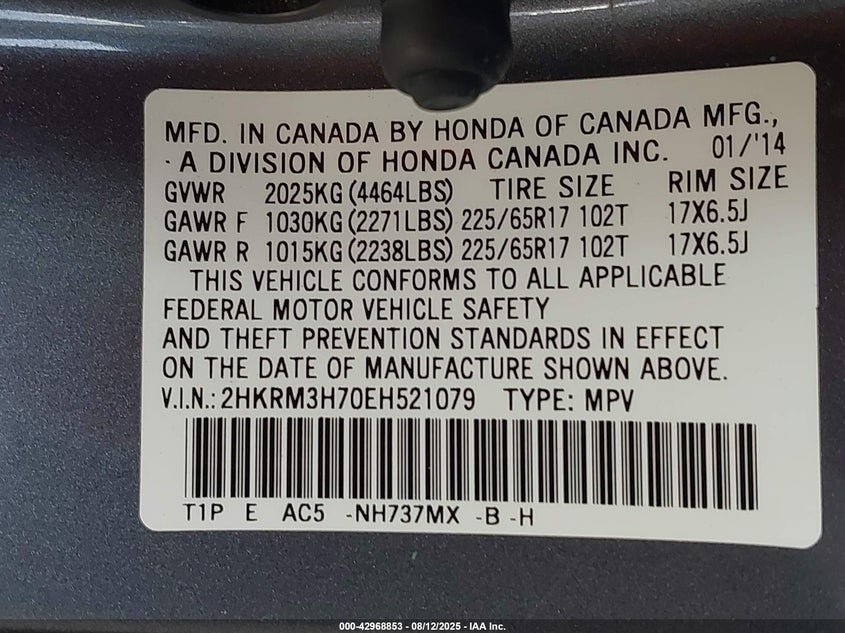 MFD. IN CANADA BY HONDA OF CANADA MFG.,
A DIVISION OF HONDA CANADA INC. 01/'14
GVWR 2025KG (4464LBS) TIRE SIZE RIM SIZE
GAWR F 1030KG (2271LBS) 225/65R17 102T 17X6.5J
GAWR R 1015KG (2238LBS) 225/65R17 102T 17X6.5J
THIS VEHICLE CONFORMS TO ALL APPLICABLE
FEDERAL MOTOR VEHICLE SAFETY
AND THEFT PREVENTION STANDARDS IN EFFECT
ON THE DATE OF MANUFACTURE SHOWN ABOVE.
V.I.N.: 2HKRM3H70EH521079 TYPE: MPV
T1P E AC5 -NH737MX -B -H
000-42968853 - 08/12/2025 - IAA Inc.